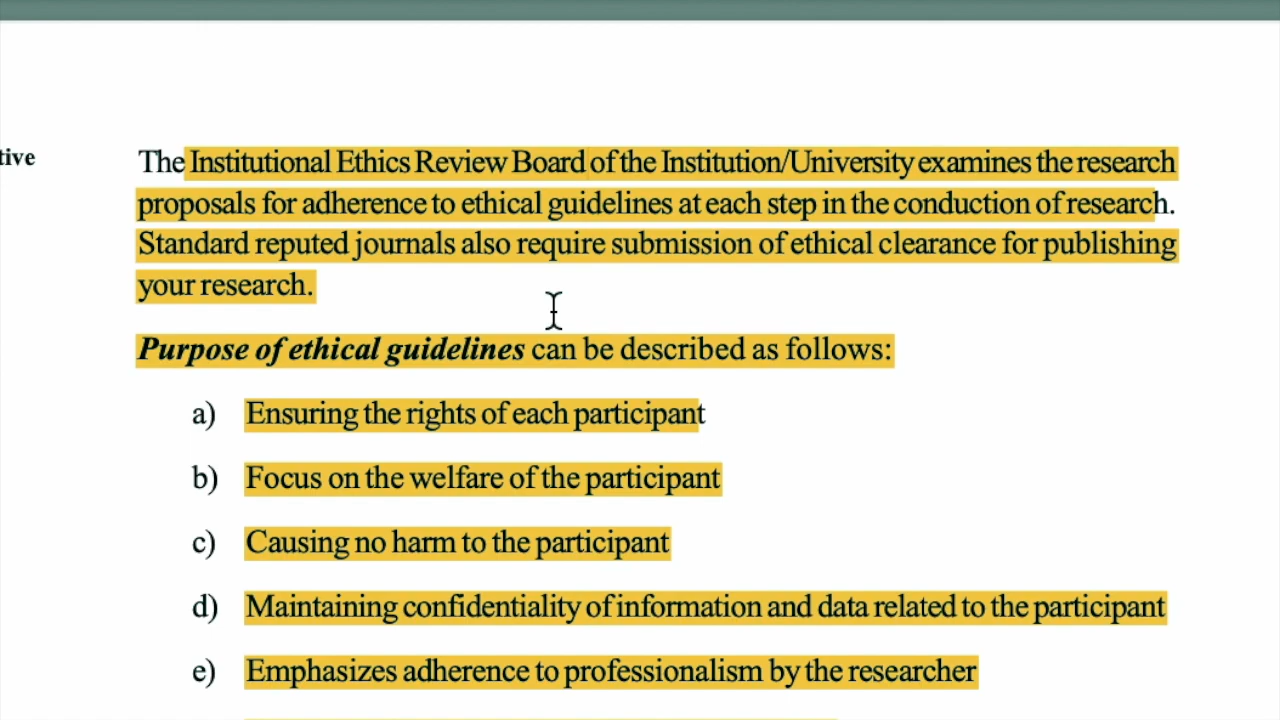 tive
The Institutional Ethics Review Board of the Institution/University examines the research
proposals for adherence to ethical guidelines at each step in the conduction of research.
Standard reputed journals also require submission of ethical clearance for publishing
your research.
Purpose of ethical guidelines can be described as follows:
a) Ensuring the rights of each participant
b) Focus on the welfare of the participant
c) Causing no harm to the participant
d) Maintaining confidentiality of information and data related to the participant
e) Emphasizes adherence to professionalism by the researcher